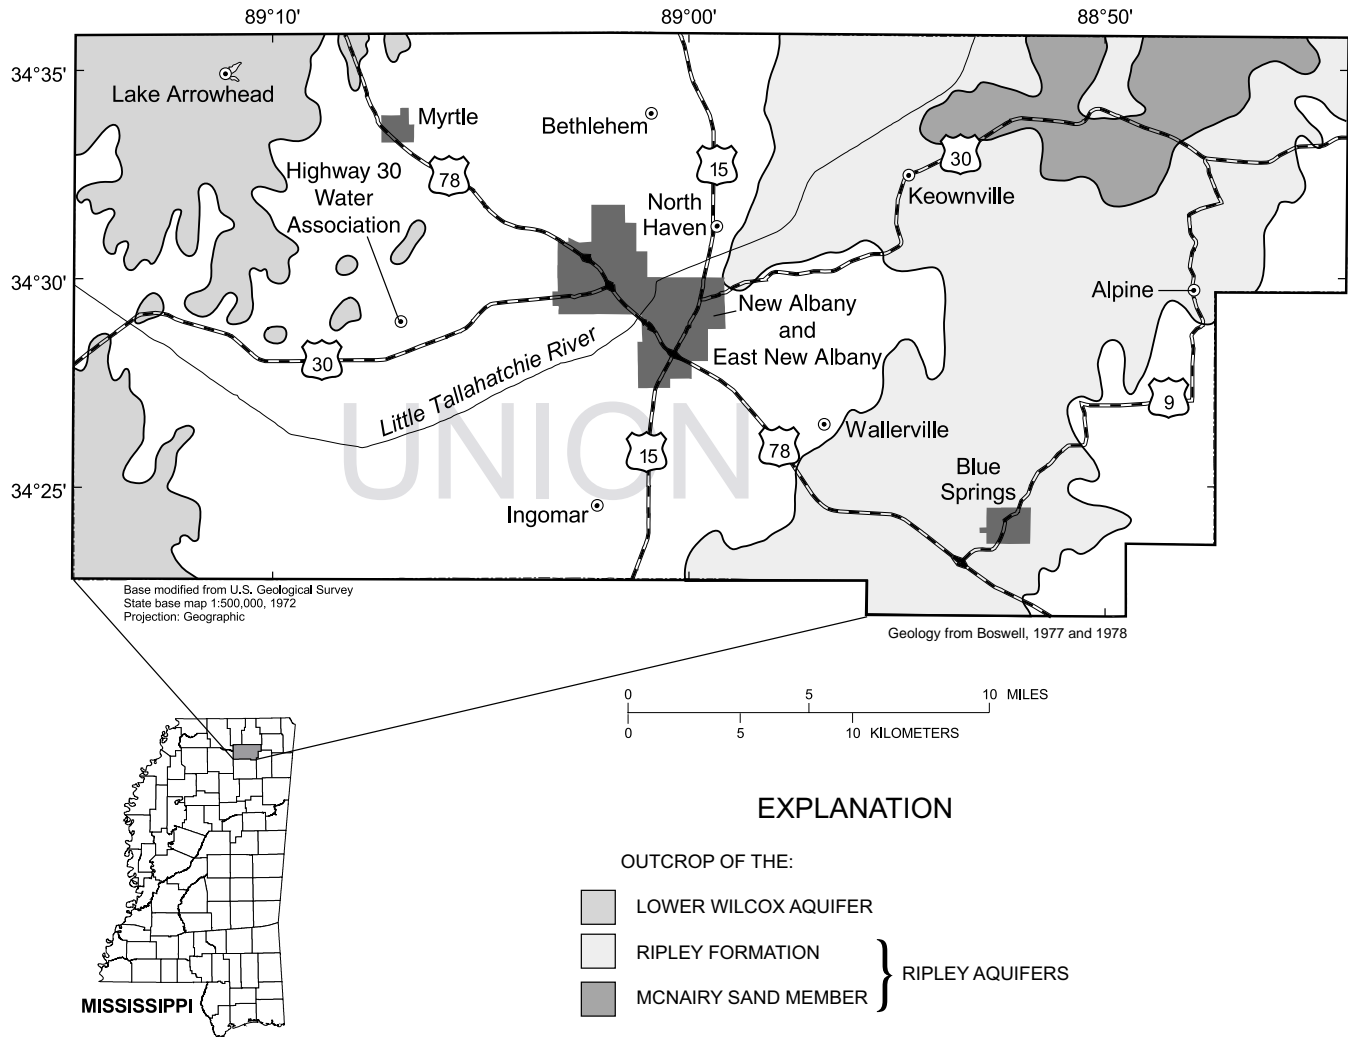 89°10'
89°00'
88°50'
34°35'
Lake Arrowhead
Myrtle
Bethlehem
Highway 30
Water
Association
78
15
30
North
Haven
Keownville
34°30'
Alpine
New Albany
and
East New Albany
30
Little Tallahatchie River
9
UNION
Wallerville
15
78
Blue
Springs
34°25'
Ingomar
Base modified from U.S. Geological Survey
State base map 1:500,000, 1972
Projection: Geographic
Geology from Boswell, 1977 and 1978
0 5 10 MILES
0 5 10 KILOMETERS
MISSISSIPPI
EXPLANATION
OUTCROP OF THE:
LOWER WILCOX AQUIFER
RIPLEY FORMATION
RIPLEY AQUIFERS
MCNAIRY SAND MEMBER